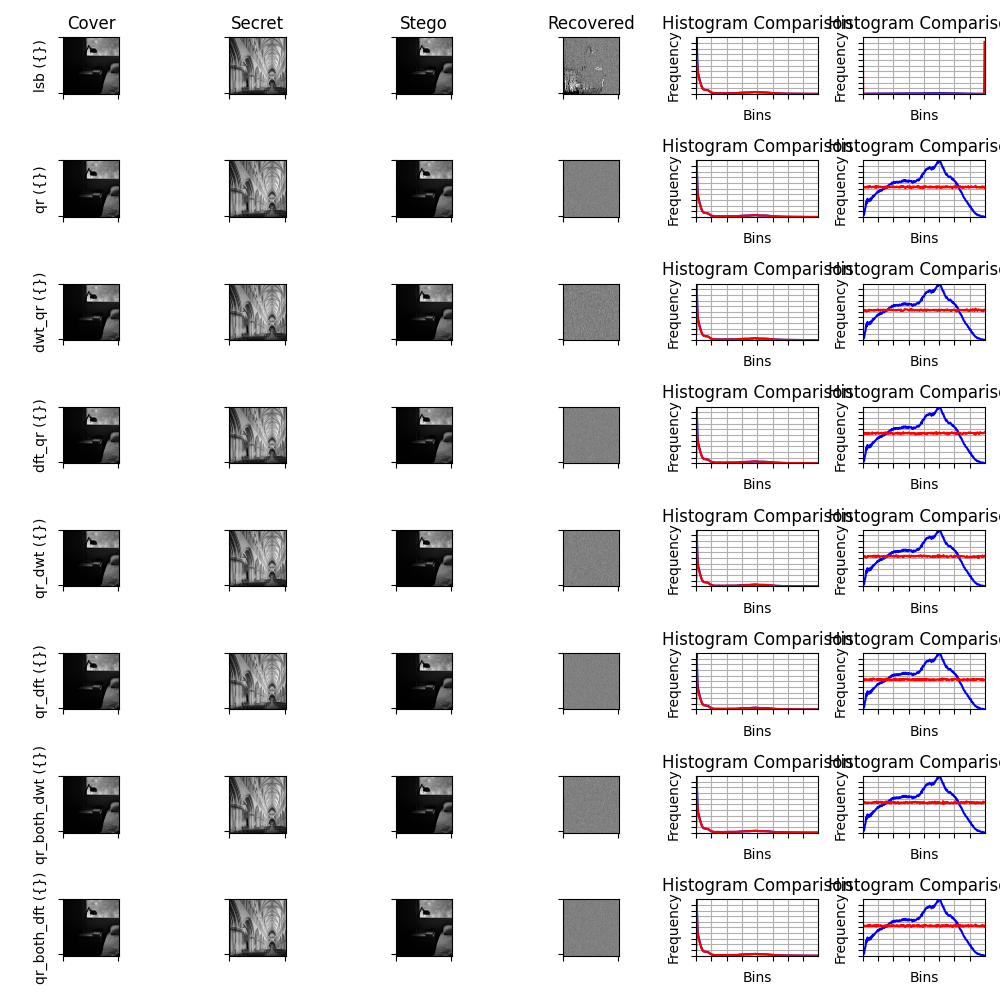 Cover Secret Stego Recovered Histogram Comparison Histogram Comparison
lsb ({}) Frequency Frequency
Bins Bins
Histogram Comparison Histogram Comparison
qr ({}) Frequency Frequency
Bins Bins
Histogram Comparison Histogram Comparison
dwt_qr ({}) Frequency Frequency
Bins Bins
Histogram Comparison Histogram Comparison
dft_qr ({}) Frequency Frequency
Bins Bins
Histogram Comparison Histogram Comparison
qr_dwt ({}) Frequency Frequency
Bins Bins
Histogram Comparison Histogram Comparison
qr_dft ({}) Frequency Frequency
Bins Bins
Histogram Comparison Histogram Comparison
qr_both_dwt ({}) Frequency Frequency
Bins Bins
Histogram Comparison Histogram Comparison
qr_both_dft ({}) Frequency Frequency
Bins Bins